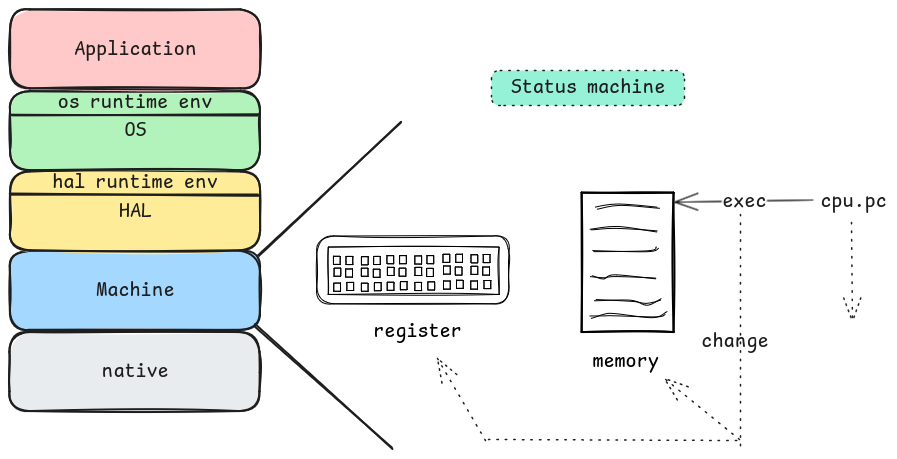 Application
os runtime env
OS
hal runtime env
HAL
Machine
native
Status machine
exec
cpu.pc
register
change
memory